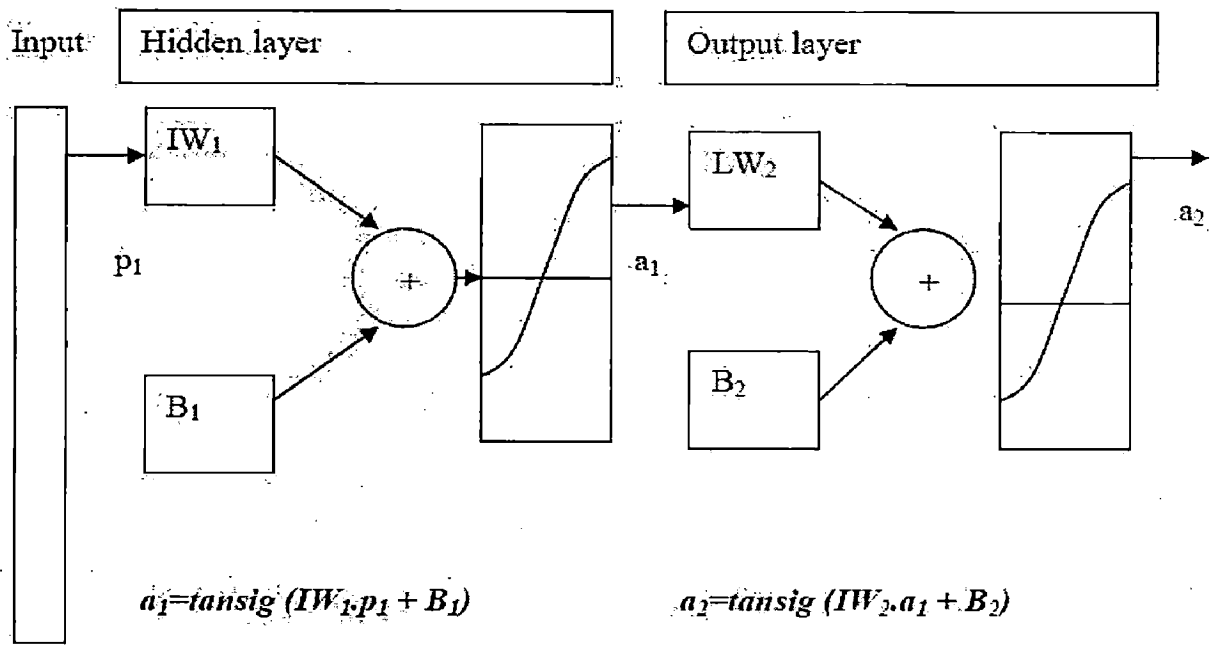 Input Hidden layer Output layer
IW₁ LW₂
p₁ + a₁ + a₂
B₁ B₂
a₁=tansig (IW₁.p₁ + B₁) a₂=tansig (IW₂.a₁ + B₂)